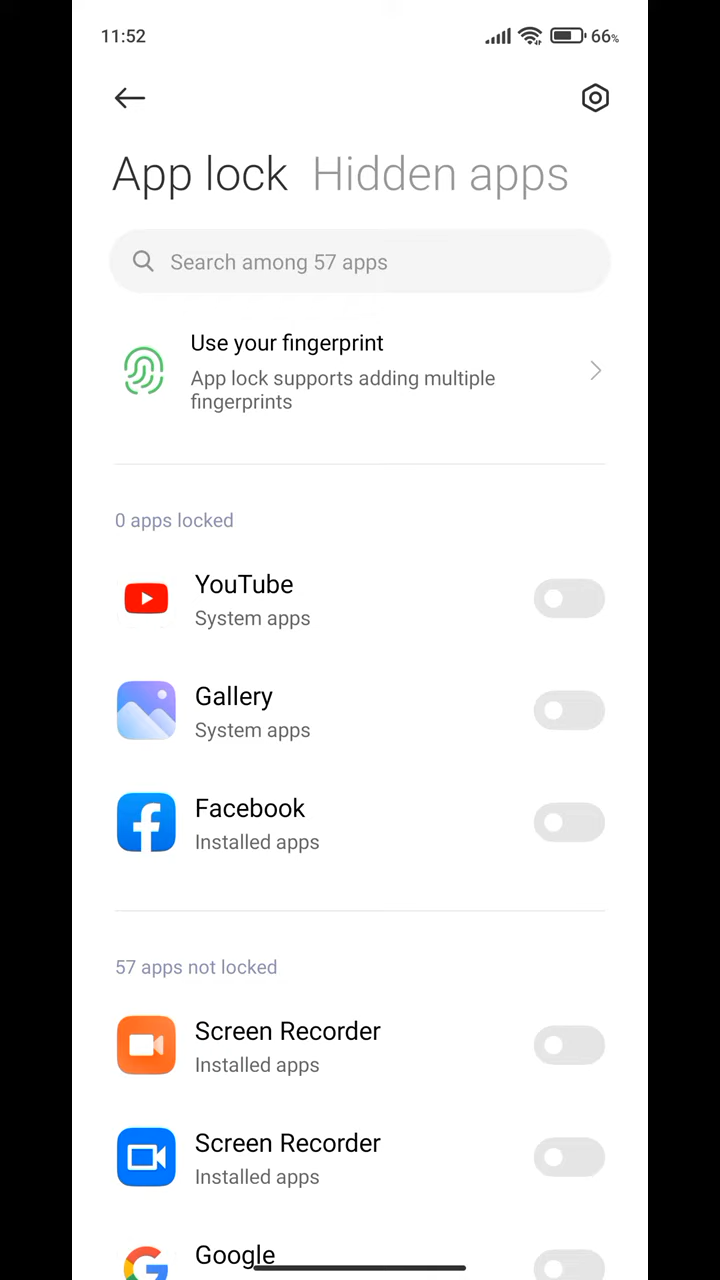 11:52
66%
App lock Hidden apps
Search among 57 apps
Use your fingerprint
App lock supports adding multiple
fingerprints
0 apps locked
YouTube
System apps
Gallery
System apps
Facebook
Installed apps
57 apps not locked
Screen Recorder
Installed apps
Screen Recorder
Installed apps
Google